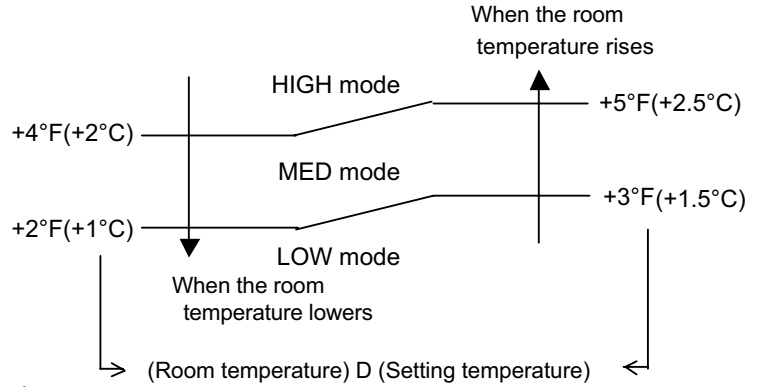 When the room
temperature rises
HIGH mode
+5°F(+2.5°C)
+4°F(+2°C)
MED mode
+3°F(+1.5°C)
+2°F(+1°C)
LOW mode
When the room
temperature lowers
(Room temperature) D (Setting temperature)